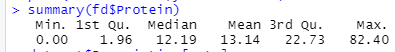 > summary(fd$Protein)
Min. 1st Qu. Median Mean 3rd Qu. Max.
0.00 1.96 12.19 13.14 22.73 82.40